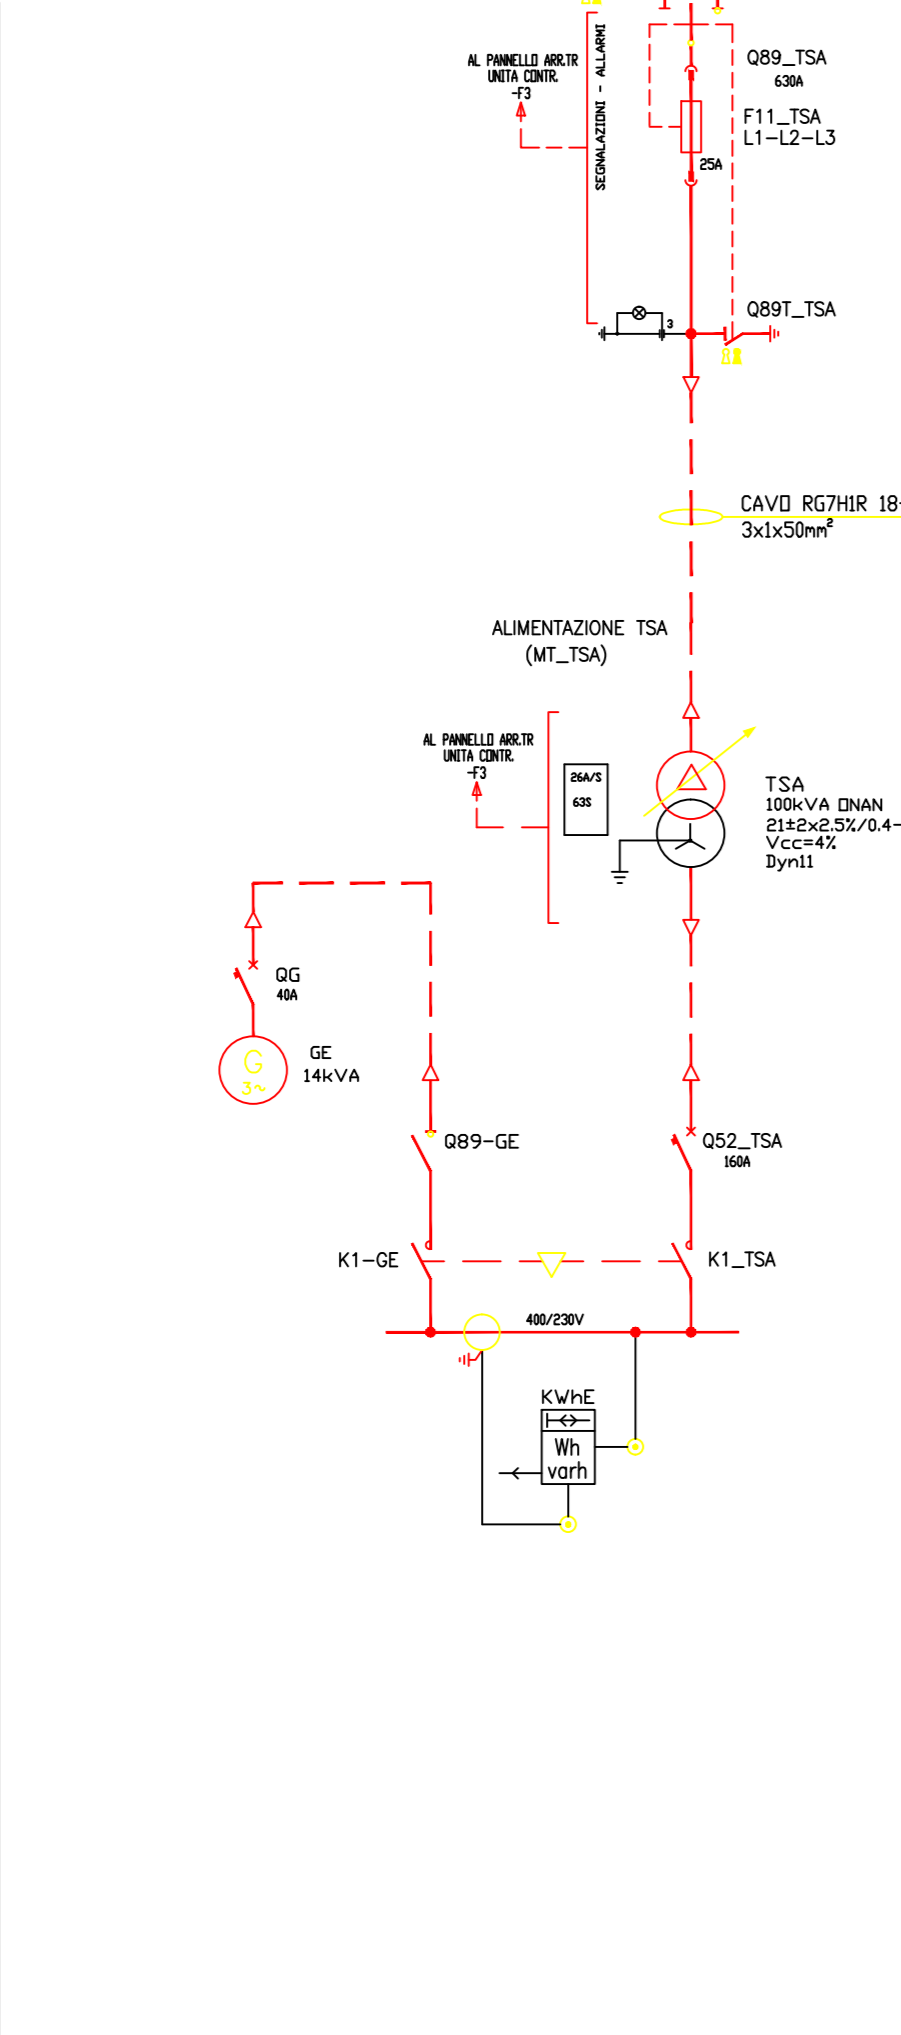 AL PANNELLO ARR.TR
UNITA CONTR.
-F3
SEGNALAZIONI - ALLARMI
Q89_TSA
630A
F11_TSA
L1-L2-L3
25A
Q89T_TSA
3
CAVO RG7H1R 18-
3x1x50mm²
ALIMENTAZIONE TSA
(MT_TSA)
AL PANNELLO ARR.TR
UNITA CONTR.
-F3
26A/S
63S
TSA
100kVA ONAN
21±2x2.5%/0.4-
Vcc=4%
Dyn11
QG
40A
G
3~
GE
14kVA
Q89-GE
Q52_TSA
160A
K1-GE
K1_TSA
400/230V
KWhE
Wh
varh